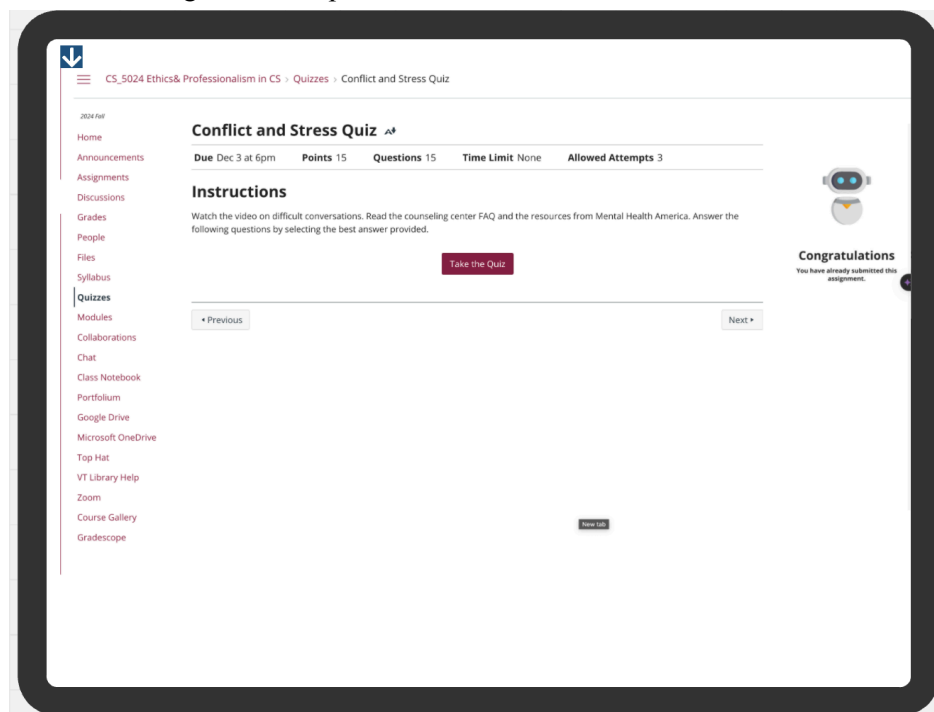 CS_5024 Ethics& Professionalism in CS › Quizzes › Conflict and Stress Quiz
2024 Fall
Home
Announcements
Assignments
Discussions
Grades
People
Files
Syllabus
Quizzes
Modules
Collaborations
Chat
Class Notebook
Portfolium
Google Drive
Microsoft OneDrive
Top Hat
VT Library Help
Zoom
Course Gallery
Gradescope
Conflict and Stress Quiz
Due Dec 3 at 6pm Points 15 Questions 15 Time Limit None Allowed Attempts 3
Instructions
Watch the video on difficult conversations. Read the counseling center FAQ and the resources from Mental Health America. Answer the
following questions by selecting the best answer provided.
Take the Quiz
Previous
Next
New tab
Congratulations
You have already submitted this
assignment.